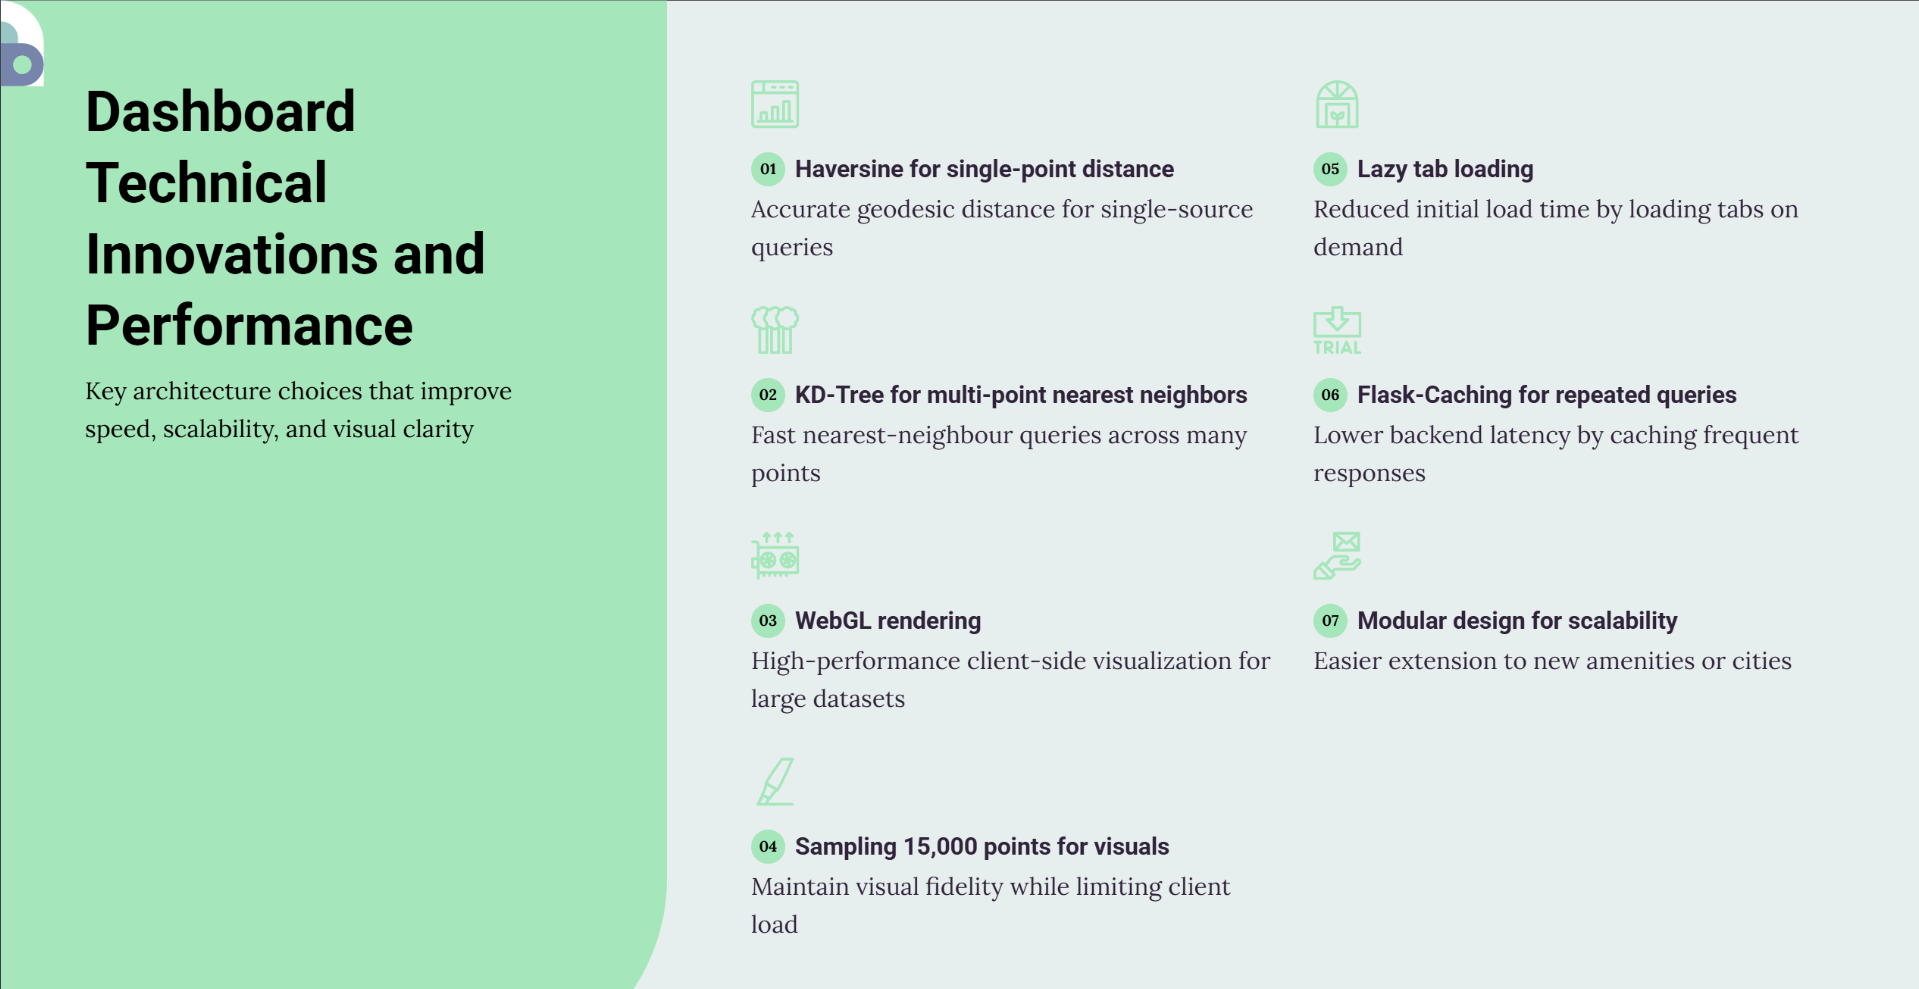 Dashboard
Technical
Innovations and
Performance
Key architecture choices that improve
speed, scalability, and visual clarity
01 Haversine for single-point distance
Accurate geodesic distance for single-source
queries
02 KD-Tree for multi-point nearest neighbors
Fast nearest-neighbour queries across many
points
03 WebGL rendering
High-performance client-side visualization for
large datasets
04 Sampling 15,000 points for visuals
Maintain visual fidelity while limiting client
load
05 Lazy tab loading
Reduced initial load time by loading tabs on
demand
TRIAL
06 Flask-Caching for repeated queries
Lower backend latency by caching frequent
responses
07 Modular design for scalability
Easier extension to new amenities or cities